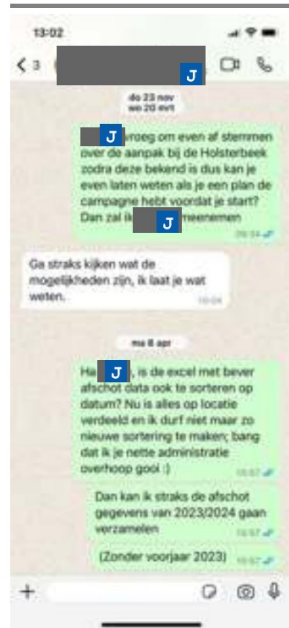 13:02
3
J
do 23 nov
wo 20 mrt
J vroeg om even af stemmen
over de aanpak bij de Holsterbeek
zodra deze bekend is dus kan je
even laten weten als je een plan de
campagne hebt voordat je start?
Dan zal ik J meenemen
Ga straks kijken wat de
mogelijkheden zijn, ik laat je wat
weten.
ma 8 apr
Ha J, is de excel met bever
afschot data ook te sorteren op
datum? Nu is alles op locatie
verdeeld en ik durf niet maar zo
nieuwe sortering te maken; bang
dat ik je nette administratie
overhoop gooi :)
Dan kan ik straks de afschot
gegevens van 2023/2024 gaan
verzamelen
(Zonder voorjaar 2023)